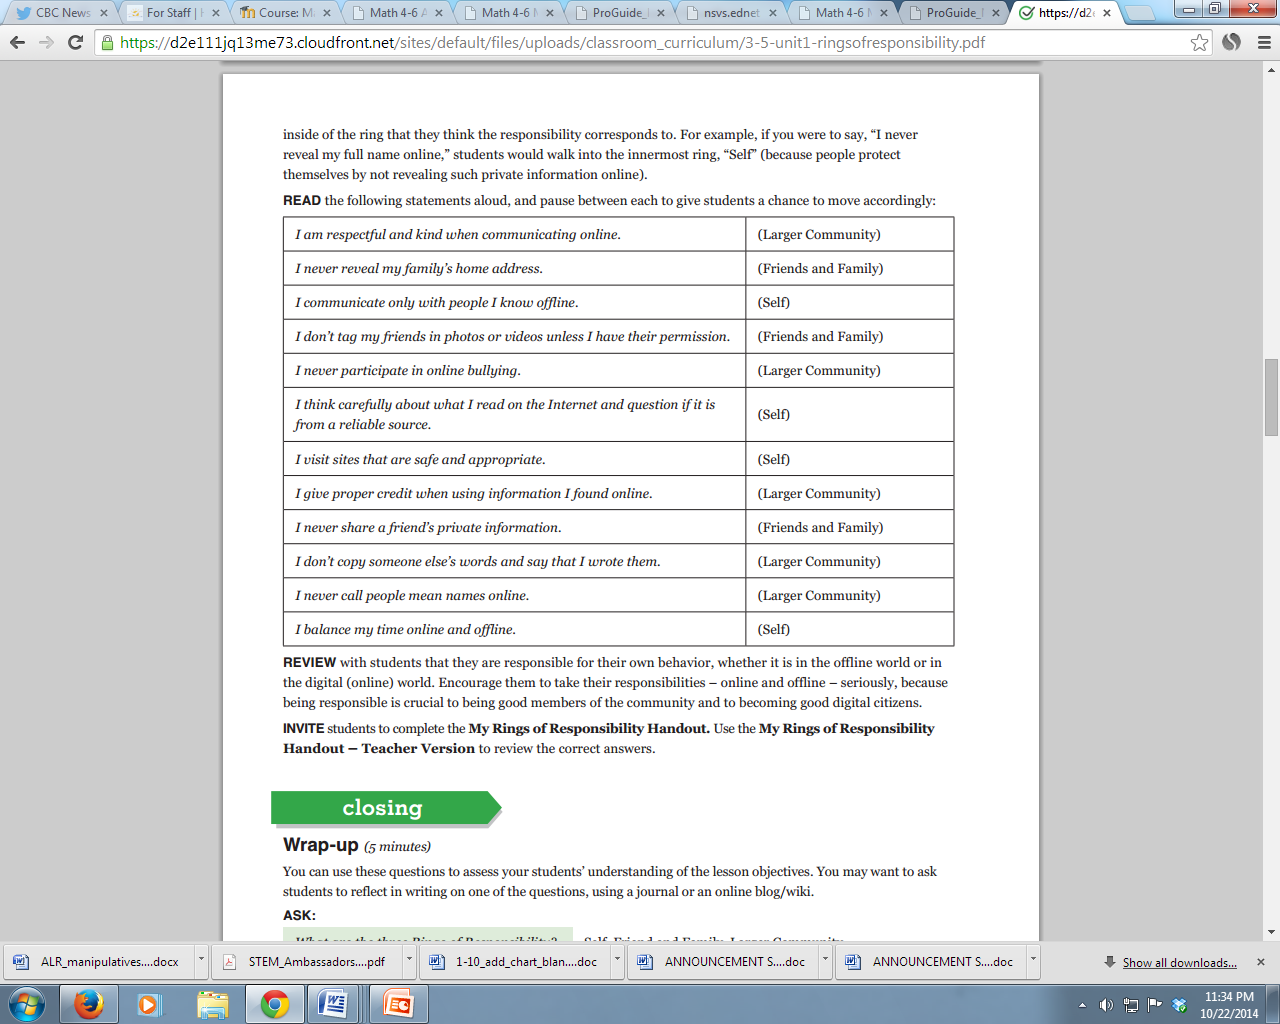 CBC News
For Staff |
Course: M
Math 4-6
Math 4-6
ProGuide_
nsvs.ednet
Math 4-6
ProGuide_
https://d2
https://d2e111jq13me73.cloudfront.net/sites/default/files/uploads/classroom_curriculum/3-5-unit1-ringsofresponsibility.pdf
inside of the ring that they think the responsibility corresponds to. For example, if you were to say, “I never
reveal my full name online,” students would walk into the innermost ring, “Self” (because people protect
themselves by not revealing such private information online).
READ the following statements aloud, and pause between each to give students a chance to move accordingly:
I am respectful and kind when communicating online. (Larger Community)
I never reveal my family’s home address. (Friends and Family)
I communicate only with people I know offline. (Self)
I don’t tag my friends in photos or videos unless I have their permission. (Friends and Family)
I never participate in online bullying. (Larger Community)
I think carefully about what I read on the Internet and question if it is
from a reliable source. (Self)
I visit sites that are safe and appropriate. (Self)
I give proper credit when using information I found online. (Larger Community)
I never share a friend’s private information. (Friends and Family)
I don’t copy someone else’s words and say that I wrote them. (Larger Community)
I never call people mean names online. (Larger Community)
I balance my time online and offline. (Self)
REVIEW with students that they are responsible for their own behavior, whether it is in the offline world or in
the digital (online) world. Encourage them to take their responsibilities – online and offline – seriously, because
being responsible is crucial to being good members of the community and to becoming good digital citizens.
INVITE students to complete the My Rings of Responsibility Handout. Use the My Rings of Responsibility
Handout – Teacher Version to review the correct answers.
closing
Wrap-up (5 minutes)
You can use these questions to assess your students’ understanding of the lesson objectives. You may want to ask
students to reflect in writing on one of the questions, using a journal or an online blog/wiki.
ASK:
What are the three Rings of Responsibility? Self, Friend and Family, Larger Community
ALR_manipulatives....docx
STEM_Ambassadors....pdf
1-10_add_chart_blan....doc
ANNOUNCEMENT S....doc
ANNOUNCEMENT S....doc
Show all downloads...
11:34 PM
10/22/2014